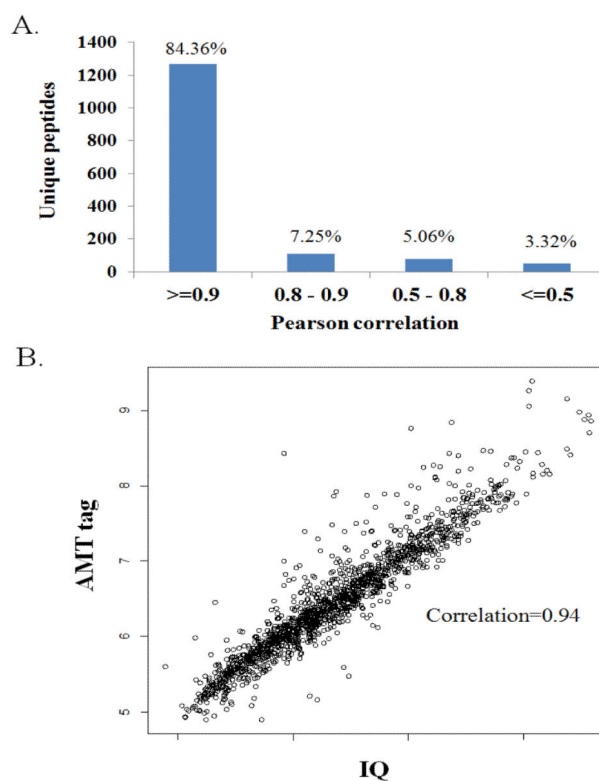 A.
1400
1200
1000
800
600
400
200
0
Unique peptides
84.36%
7.25%
5.06%
3.32%
>=0.9
0.8 - 0.9
0.5 - 0.8
<=0.5
Pearson correlation
B.
9
8
7
6
5
AMT tag
Correlation=0.94
IQ